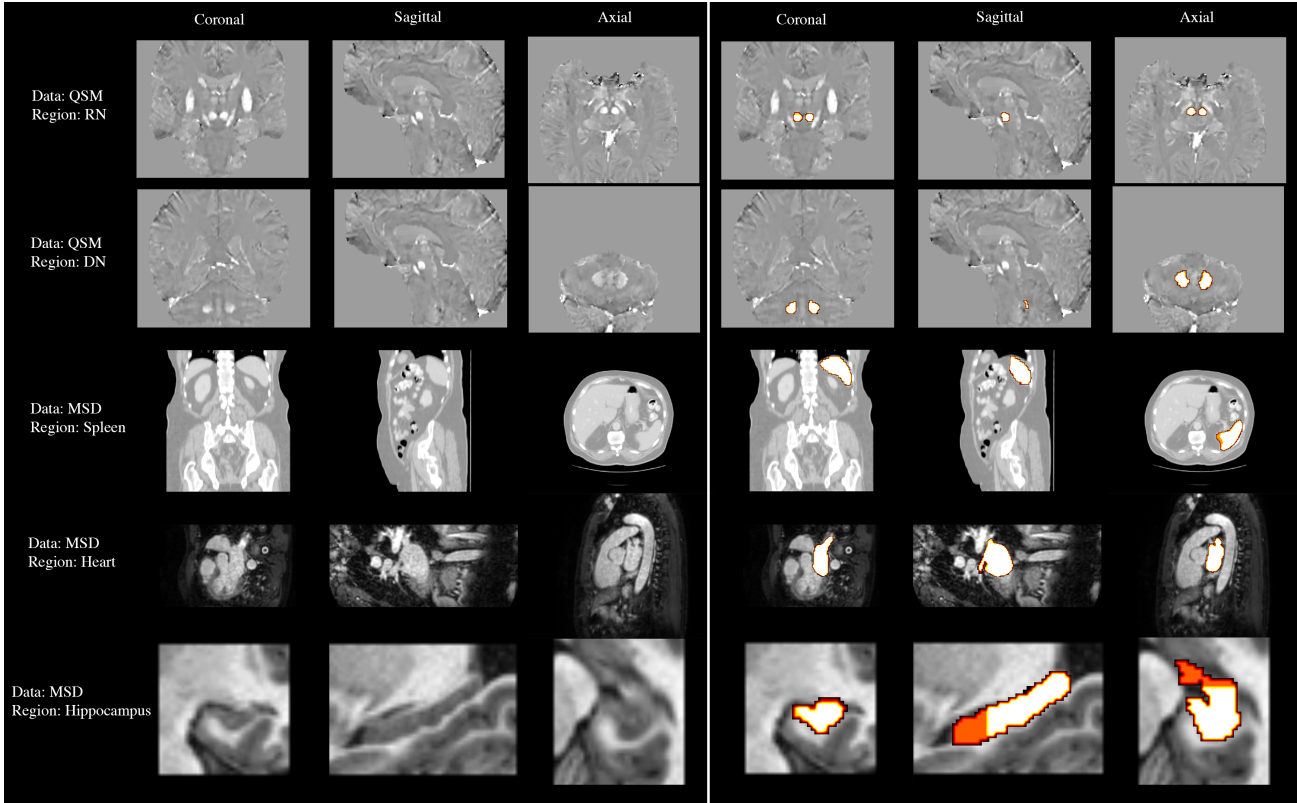 Coronal Sagittal Axial Coronal Sagittal Axial
Data: QSM
Region: RN
Data: QSM
Region: DN
Data: MSD
Region: Spleen
Data: MSD
Region: Heart
Data: MSD
Region: Hippocampus